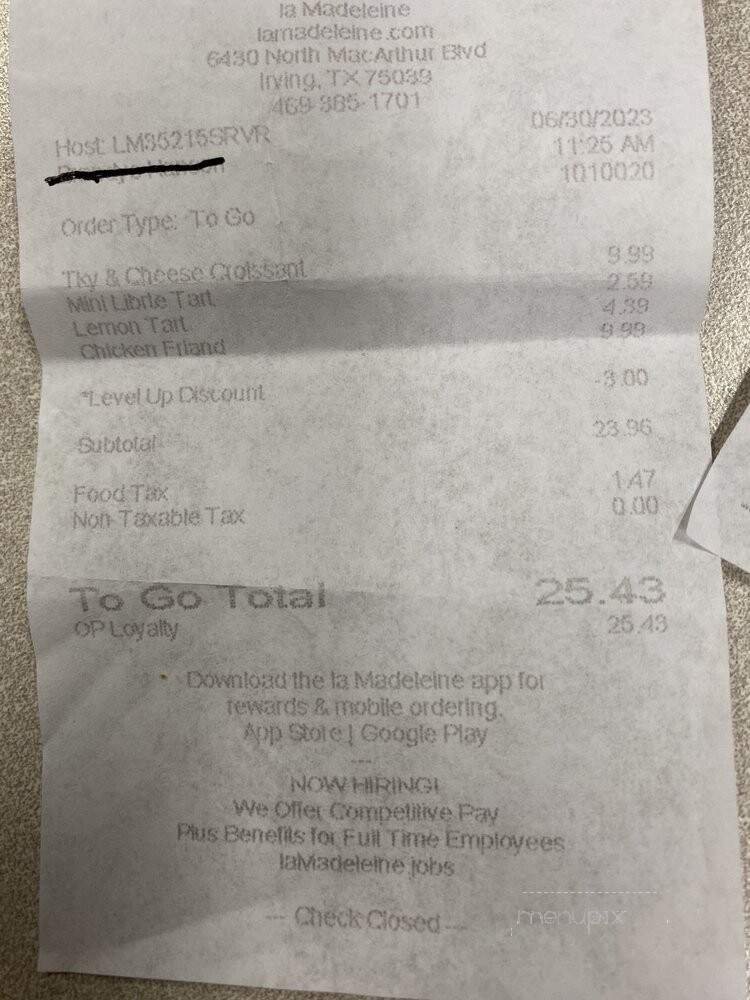 la Madeleine
lamadeleine.com
6430 North MacArthur Blvd
Irving, TX 75039
469-385-1701
06/30/2023
Host: LM35215SRVR 11:25 AM
1010020
Order Type: To Go
Tky & Cheese Croissant 9.99
Mini Librte Tart 2.59
Lemon Tart 4.39
Chicken Friand 9.99
*Level Up Discount -3.00
Subtotal 23.96
Food Tax 1.47
Non-Taxable Tax 0.00
To Go Total 25.43
OP Loyalty 25.43
Download the la Madeleine app for
rewards & mobile ordering.
App Store | Google Play
---
NOW HIRING!
We Offer Competitive Pay
Plus Benefits for Full Time Employees
laMadeleine.jobs
--- Check Closed ---
menupix